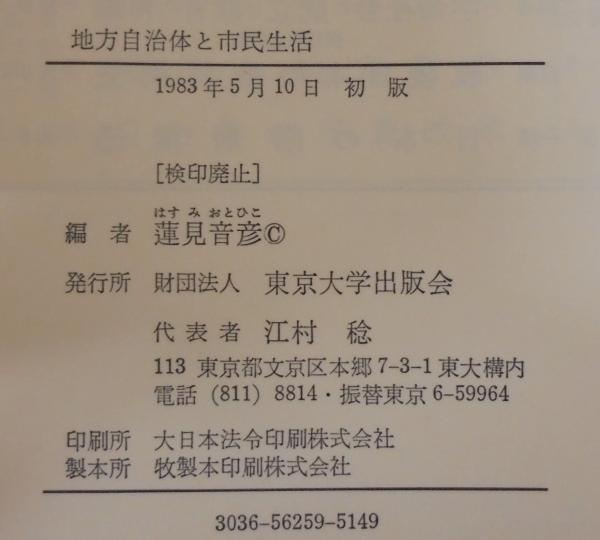 地方自治体と市民生活
1983年5月10日 初 版
[検印廃止]
はすみおとひこ
編 者 蓮見音彦©
発行所 財団法人 東京大学出版会
代表者 江村 稔
113 東京都文京区本郷7-3-1東大構内
電話 (811) 8814・振替東京6-59964
印刷所 大日本法令印刷株式会社
製本所 牧製本印刷株式会社
3036-56259-5149